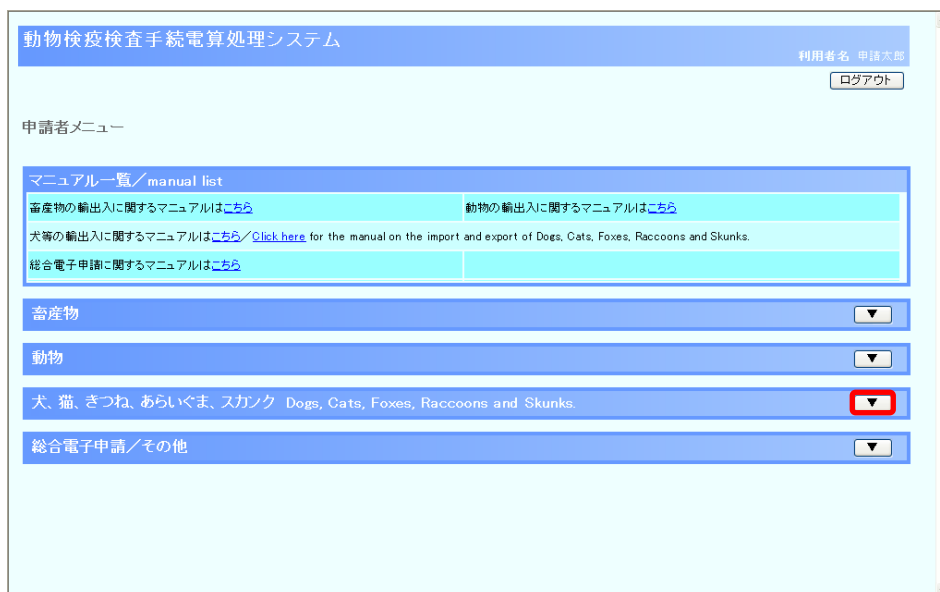 動物検疫検査手続電算処理システム
利用者名 申請太郎
ログアウト
申請者メニュー
マニュアル一覧／manual list
畜産物の輸出入に関するマニュアルはこちら
動物の輸出入に関するマニュアルはこちら
犬等の輸出入に関するマニュアルはこちら／Click here for the manual on the import and export of Dogs, Cats, Foxes, Raccoons and Skunks.
総合電子申請に関するマニュアルはこちら
畜産物 ▼
動物 ▼
犬、猫、きつね、あらいぐま、スカンク Dogs, Cats, Foxes, Raccoons and Skunks. ▼
総合電子申請／その他 ▼